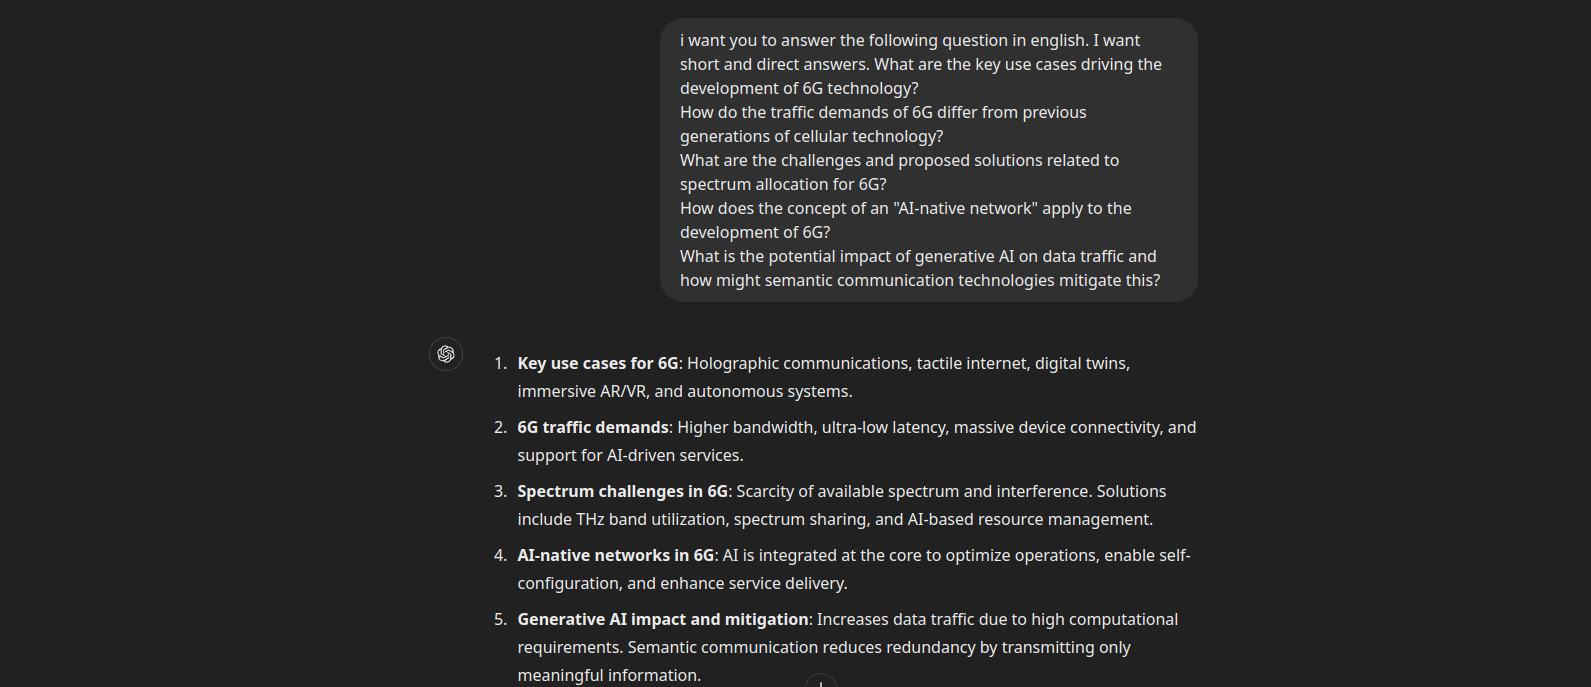 i want you to answer the following question in english. I want
short and direct answers. What are the key use cases driving the
development of 6G technology?
How do the traffic demands of 6G differ from previous
generations of cellular technology?
What are the challenges and proposed solutions related to
spectrum allocation for 6G?
How does the concept of an "AI-native network" apply to the
development of 6G?
What is the potential impact of generative AI on data traffic and
how might semantic communication technologies mitigate this?
1. Key use cases for 6G: Holographic communications, tactile internet, digital twins,
immersive AR/VR, and autonomous systems.
2. 6G traffic demands: Higher bandwidth, ultra-low latency, massive device connectivity, and
support for AI-driven services.
3. Spectrum challenges in 6G: Scarcity of available spectrum and interference. Solutions
include THz band utilization, spectrum sharing, and AI-based resource management.
4. AI-native networks in 6G: AI is integrated at the core to optimize operations, enable self-
configuration, and enhance service delivery.
5. Generative AI impact and mitigation: Increases data traffic due to high computational
requirements. Semantic communication reduces redundancy by transmitting only
meaningful information.